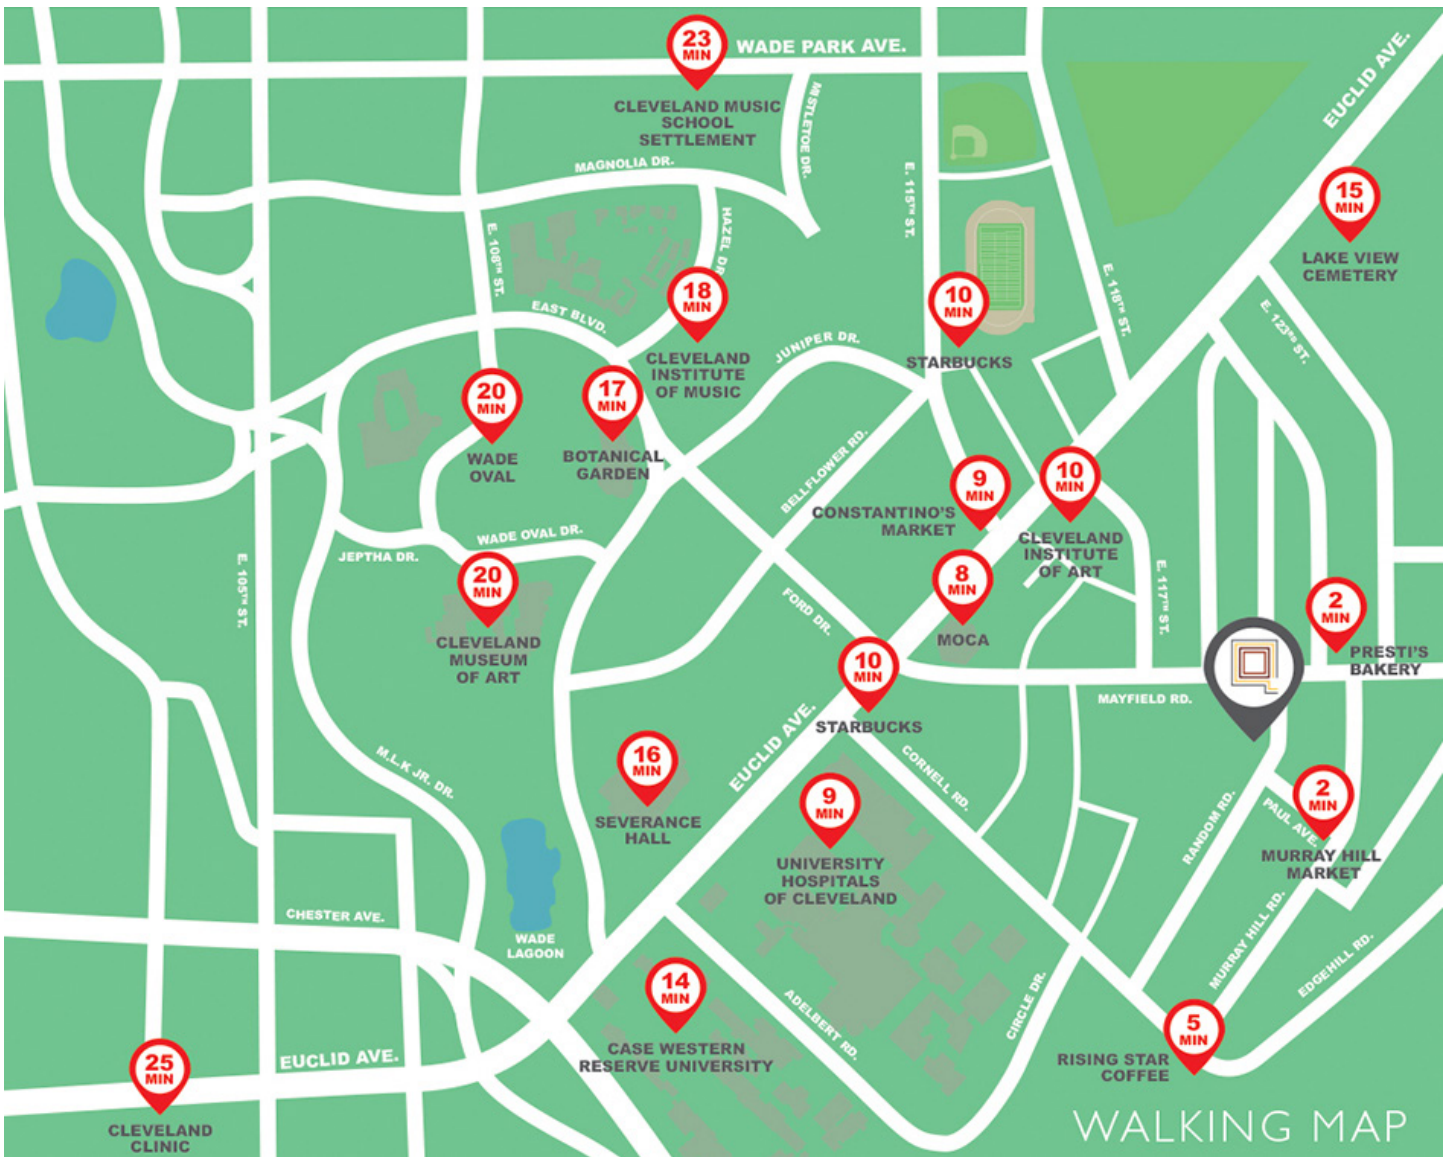 23
MIN
WADE PARK AVE.
CLEVELAND MUSIC
SCHOOL
SETTLEMENT
MISTLETOE DR.
EUCLID AVE.
MAGNOLIA DR.
E. 115TH ST.
15
MIN
LAKE VIEW
CEMETERY
HAZEL DR.
E. 108TH ST.
18
MIN
CLEVELAND
INSTITUTE
OF MUSIC
10
MIN
STARBUCKS
E. 118TH ST.
E. 123RD ST.
EAST BLVD.
JUNIPER DR.
20
MIN
WADE
OVAL
17
MIN
BOTANICAL
GARDEN
BELLFLOWER RD.
9
MIN
CONSTANTINO'S
MARKET
10
MIN
CLEVELAND
INSTITUTE
OF ART
JEPTHA DR.
WADE OVAL DR.
E. 105TH ST.
20
MIN
CLEVELAND
MUSEUM
OF ART
FORD DR.
8
MIN
MOCA
E. 117TH ST.
2
MIN
PRESTI'S
BAKERY
10
MIN
STARBUCKS
MAYFIELD RD.
EUCLID AVE.
M.L.K JR. DR.
16
MIN
SEVERANCE
HALL
CORNELL RD.
9
MIN
UNIVERSITY
HOSPITALS
OF CLEVELAND
RANDOM RD.
PAUL AVE.
2
MIN
MURRAY HILL
MARKET
CHESTER AVE.
WADE
LAGOON
MURRAY HILL RD.
EDGEHILL RD.
14
MIN
CASE WESTERN
RESERVE UNIVERSITY
ADELBERT RD.
CIRCLE DR.
5
MIN
RISING STAR
COFFEE
EUCLID AVE.
25
MIN
CLEVELAND
CLINIC
WALKING MAP